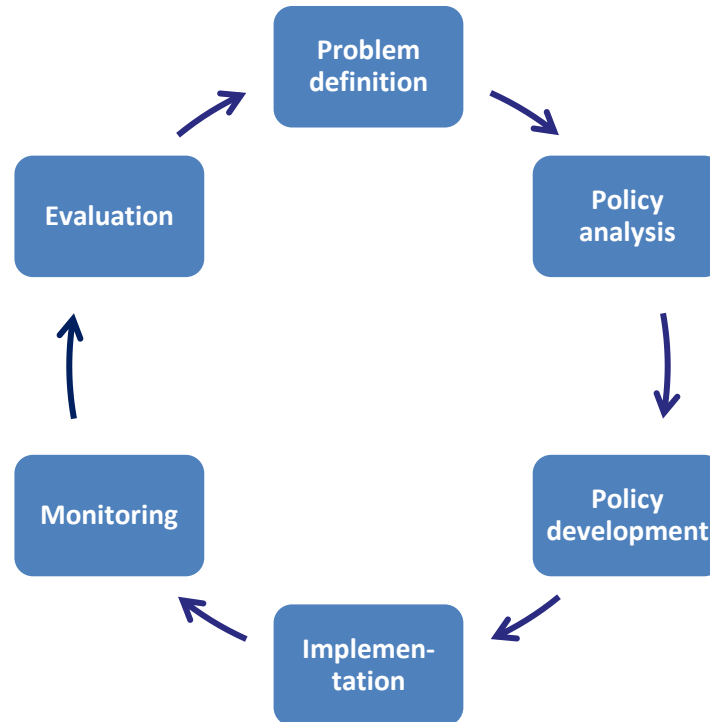 Problem
definition
Policy
analysis
Policy
development
Implemen-
tation
Monitoring
Evaluation